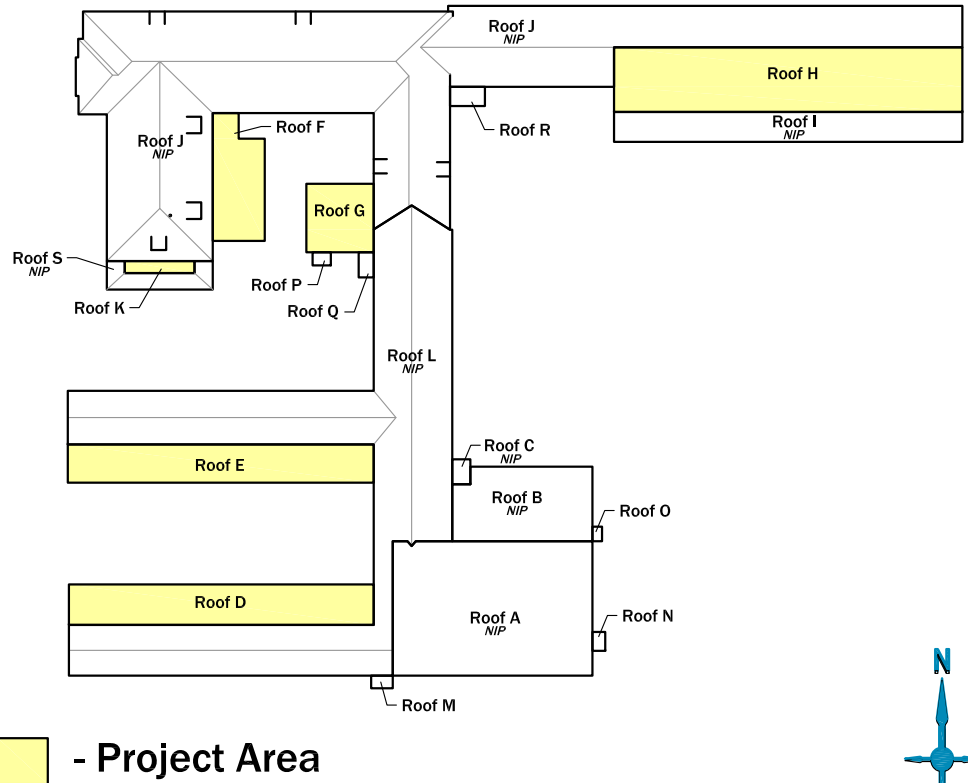 Roof J
NIP
Roof H
Roof I
NIP
Roof R
Roof F
Roof J
NIP
Roof G
Roof S
NIP
Roof K
Roof P
Roof Q
Roof L
NIP
Roof C
NIP
Roof E
Roof B
NIP
Roof O
Roof D
Roof A
NIP
Roof N
Roof M
N
- Project Area